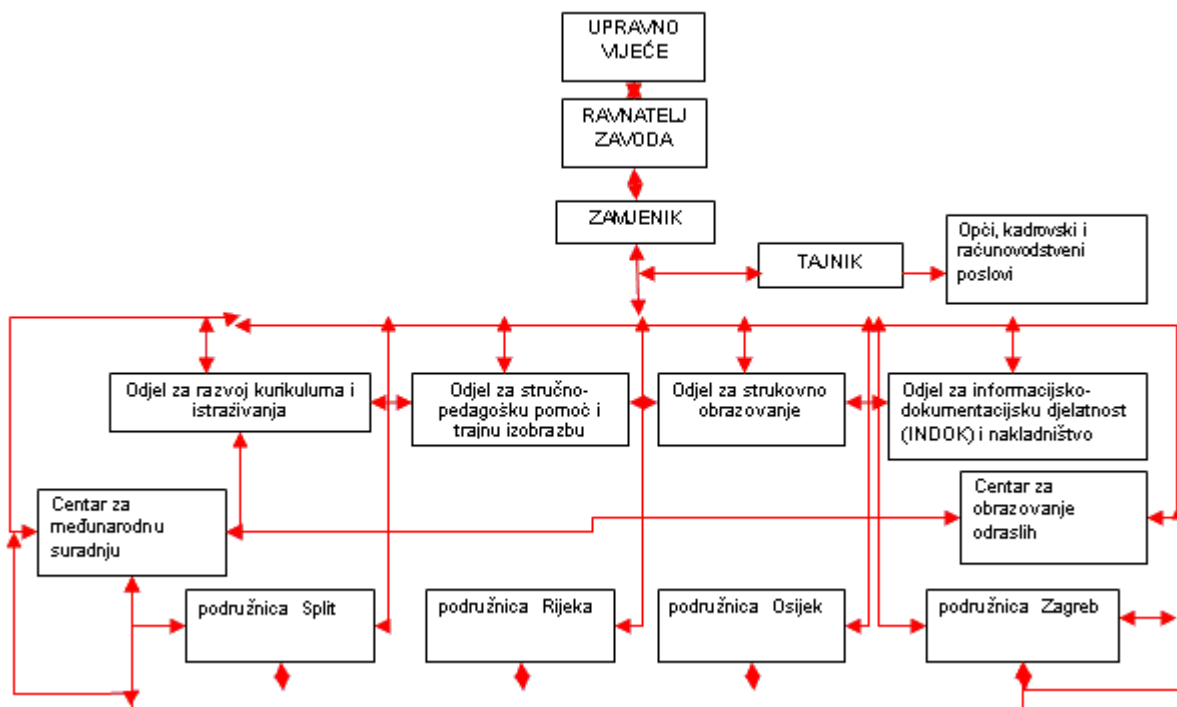 UPRAVNO
VIJEĆE
RAVNATELJ
ZAVODA
ZAMJENIK
TAJNIK
Opći, kadrovski i
računovodstveni
poslovi
Odjel za razvoj kurikuluma i
istraživanja
Odjel za stručno-
pedagošku pomoć i
trajnu izobrazbu
Odjel za strukovno
obrazovanje
Odjel za informacijsko-
dokumentacijsku djelatnost
(INDOK) i nakladništvo
Centar za
međunarodnu
suradnju
Centar za
obrazovanje
odraslih
podružnica Split
podružnica Rijeka
podružnica Osijek
podružnica Zagreb